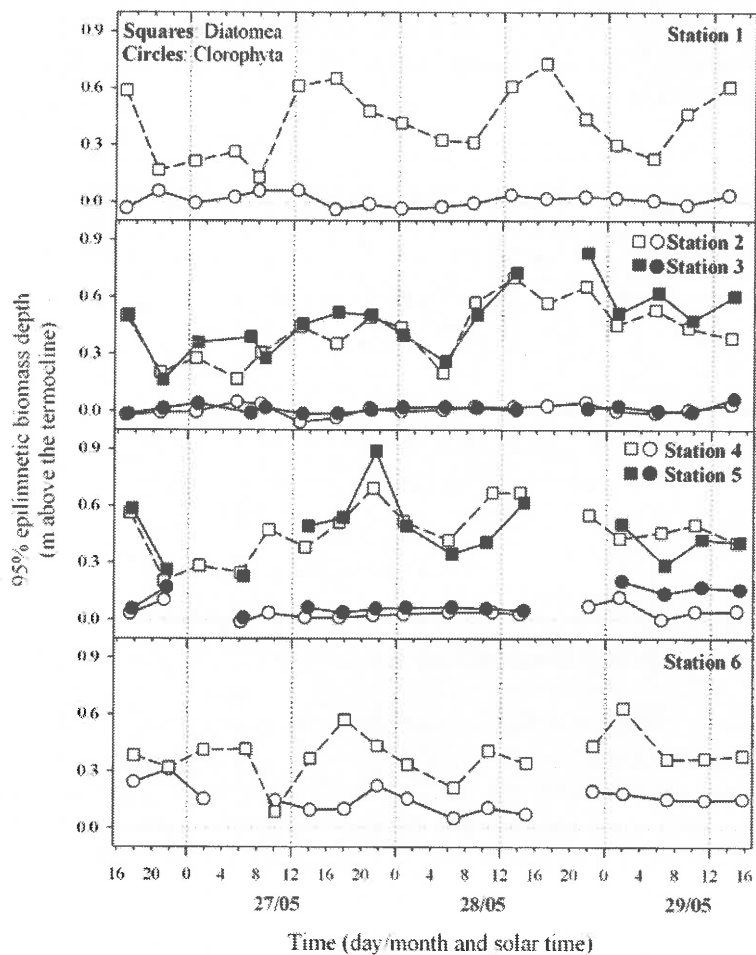 Squares: Diatomea
Circles: Clorophyta
Station 1
0.9
0.6
0.3
0.0
Station 2
Station 3
0.9
0.6
0.3
0.0
Station 4
Station 5
0.9
0.6
0.3
0.0
Station 6
0.9
0.6
0.3
0.0
95% epilimnetic biomass depth
(m above the termocline)
16 20 0 4 8 12 16 20 0 4 8 12 16 20 0 4 8 12 16
27/05 28/05 29/05
Time (day/month and solar time)